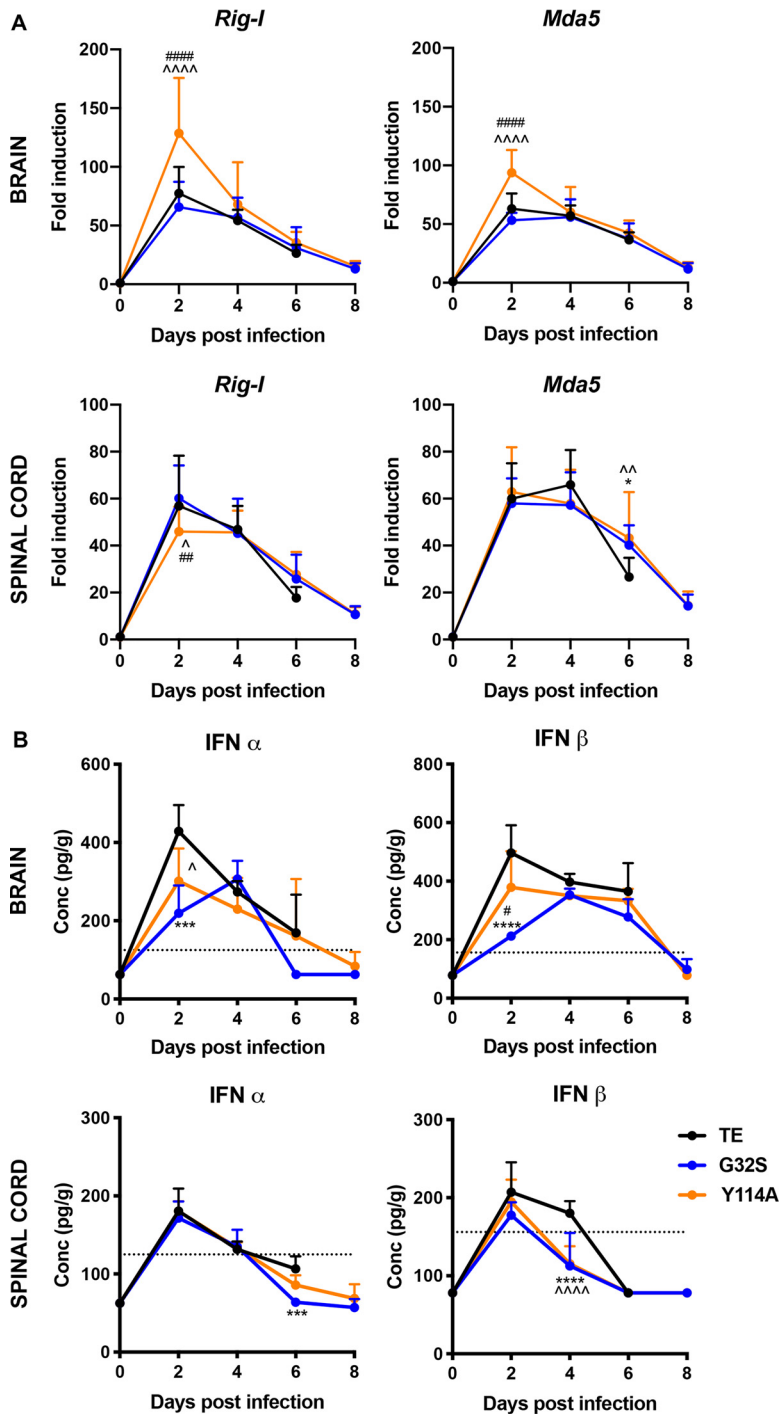 A
Rig-I
Mda5
BRAIN
Fold induction
200
150
100
50
0
####
^^^^
0 2 4 6 8
Days post infection
Fold induction
200
150
100
50
0
####
^^^^
0 2 4 6 8
Days post infection
Rig-I
Mda5
SPINAL CORD
Fold induction
100
80
60
40
20
0
^
##
0 2 4 6 8
Days post infection
Fold induction
100
80
60
40
20
0
^^
*
0 2 4 6 8
Days post infection
B
IFN α
IFN β
BRAIN
Conc (pg/g)
600
400
200
0
^
***
0 2 4 6 8
Days post infection
Conc (pg/g)
800
600
400
200
0
#
****
0 2 4 6 8
Days post infection
IFN α
IFN β
SPINAL CORD
Conc (pg/g)
300
200
100
0
***
0 2 4 6 8
Days post infection
Conc (pg/g)
300
200
100
0
****
^^^^
0 2 4 6 8
Days post infection
TE
G32S
Y114A